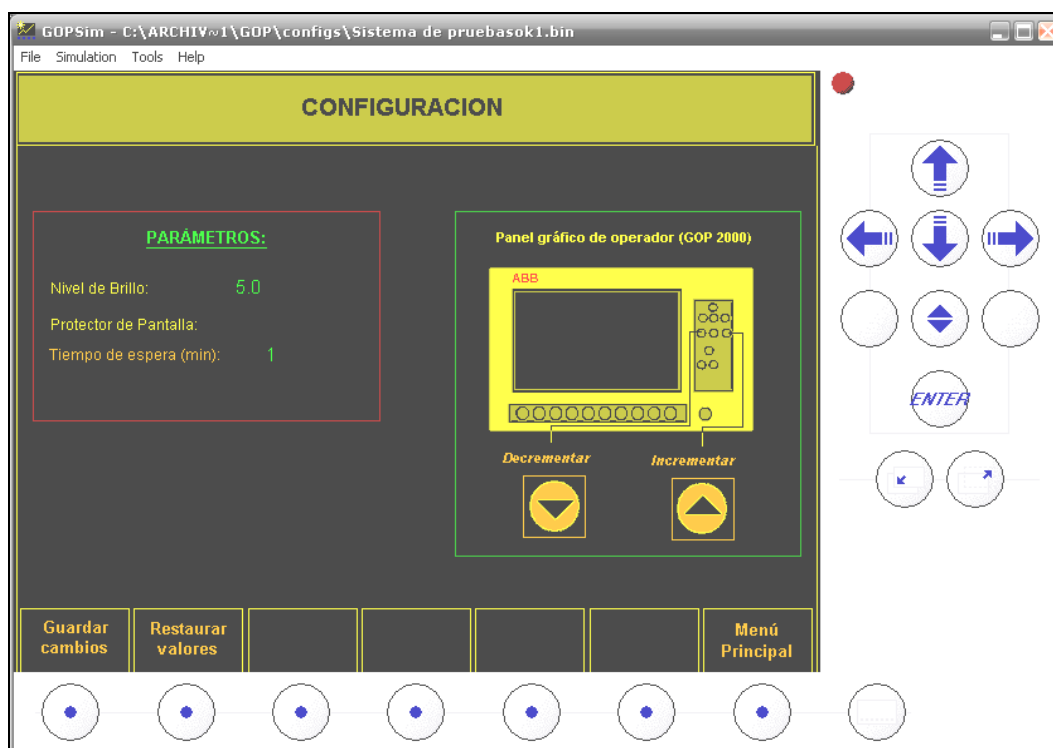 GOPSim - C:\ARCHIV~1\GOP\configs\Sistema de pruebasok1.bin
File Simulation Tools Help
CONFIGURACION
PARÁMETROS:
Nivel de Brillo: 5.0
Protector de Pantalla:
Tiempo de espera (min): 1
Panel gráfico de operador (GOP 2000)
ABB
Decrementar
Incrementar
ENTER
Guardar cambios
Restaurar valores
Menú Principal